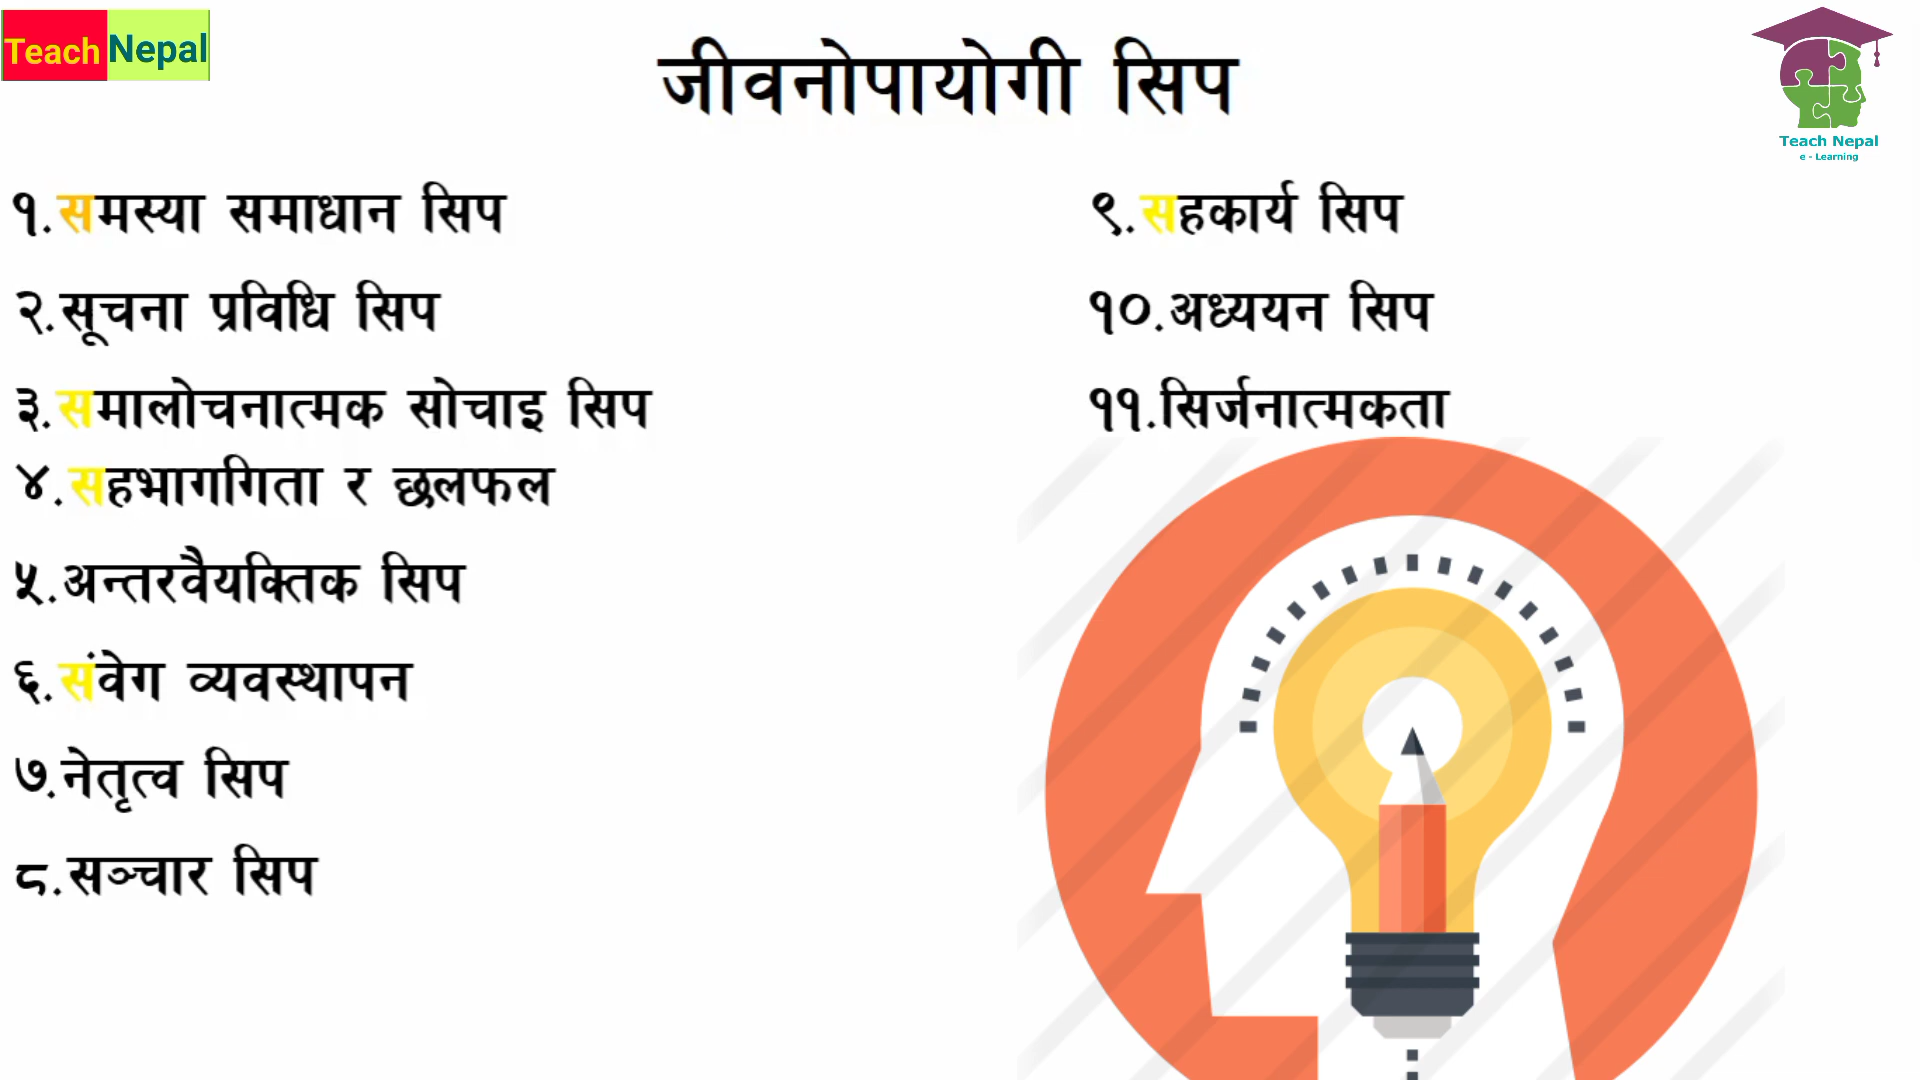 Teach Nepal
जीवनोपायोगी सिप
Teach Nepal
e - Learning
१.समस्या समाधान सिप
२.सूचना प्रविधि सिप
३.समालोचनात्मक सोचाइ सिप
४.सहभागगिता र छलफल
५.अन्तरवैयक्तिक सिप
६.संवेग व्यवस्थापन
७.नेतृत्व सिप
८.सञ्चार सिप
९.सहकार्य सिप
१०.अध्ययन सिप
११.सिर्जनात्मकता